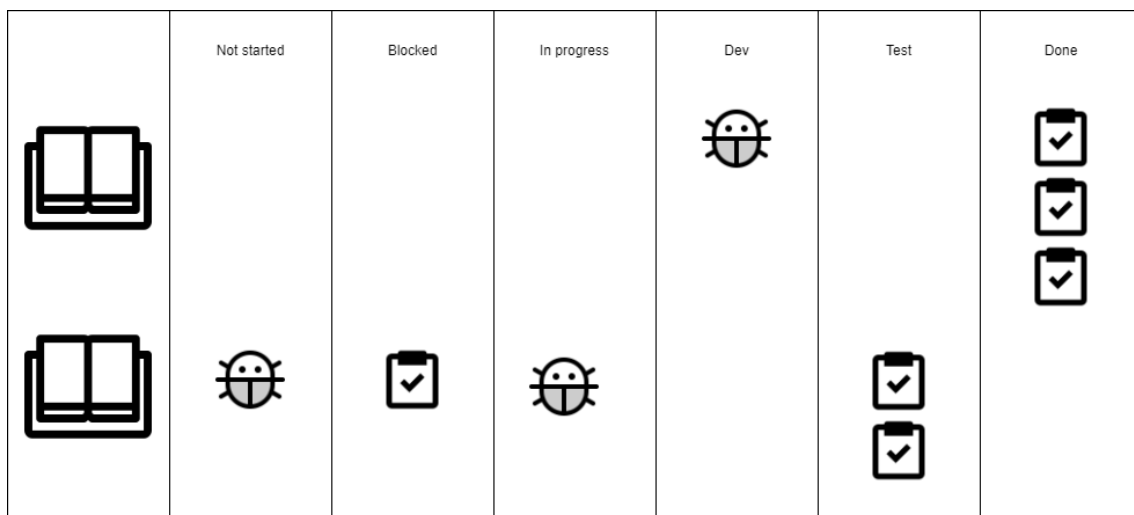 Not started
Blocked
In progress
Dev
Test
Done